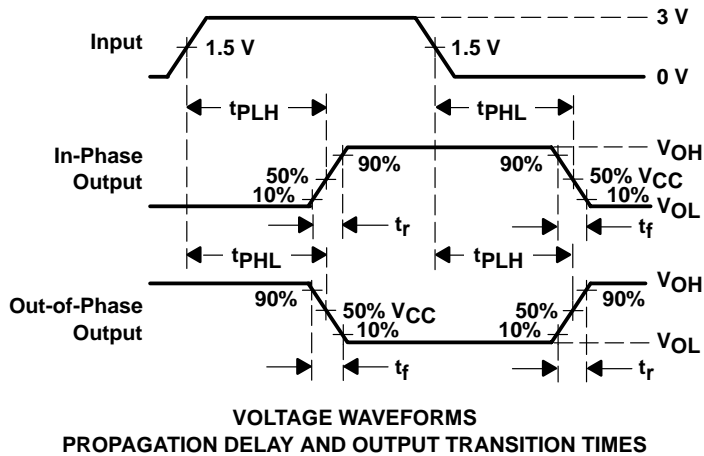 3 V
Input
1.5 V
1.5 V
0 V
tPLH
tPHL
In-Phase
Output
VOH
90%
90%
50%
50% VCC
10%
10%
VOL
tr
tf
tPHL
tPLH
Out-of-Phase
Output
VOH
90%
90%
50% VCC
50%
10%
10%
VOL
tf
tr
VOLTAGE WAVEFORMS
PROPAGATION DELAY AND OUTPUT TRANSITION TIMES